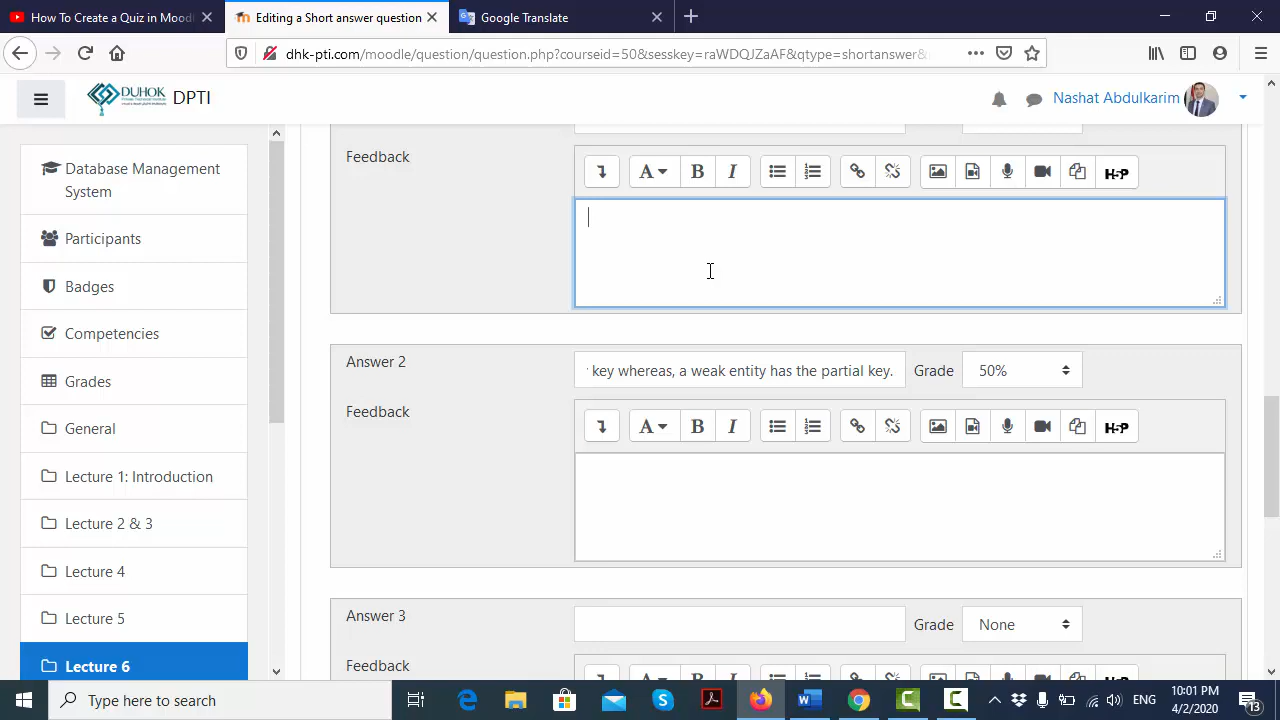 How To Create a Quiz in Moodl
Editing a Short answer question
Google Translate
dhk-pti.com/moodle/question/question.php?courseid=50&sesskey=raWDQJZaAF&qtype=shortanswer&
DUHOK
DPTI
Nashat Abdulkarim
Database Management
System
Participants
Badges
Competencies
Grades
General
Lecture 1: Introduction
Lecture 2 & 3
Lecture 4
Lecture 5
Lecture 6
Feedback
A B I
H5P
Answer 2
key whereas, a weak entity has the partial key.
Grade
50%
Feedback
A B I
H5P
Answer 3
Grade
None
Feedback
Type here to search
ENG
10:01 PM
4/2/2020
13